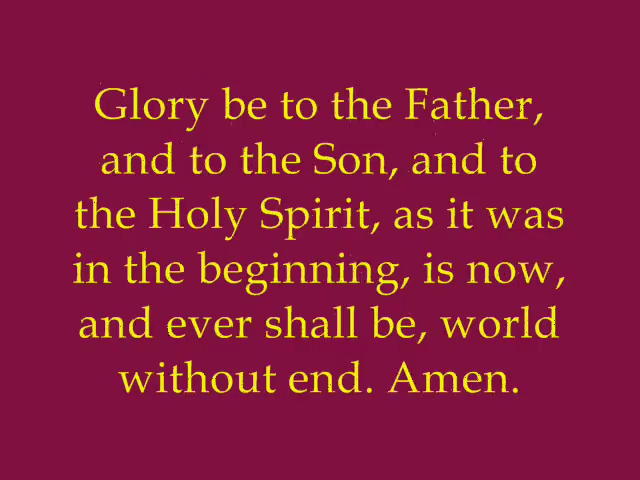 Glory be to the Father,
and to the Son, and to
the Holy Spirit, as it was
in the beginning, is now,
and ever shall be, world
without end. Amen.